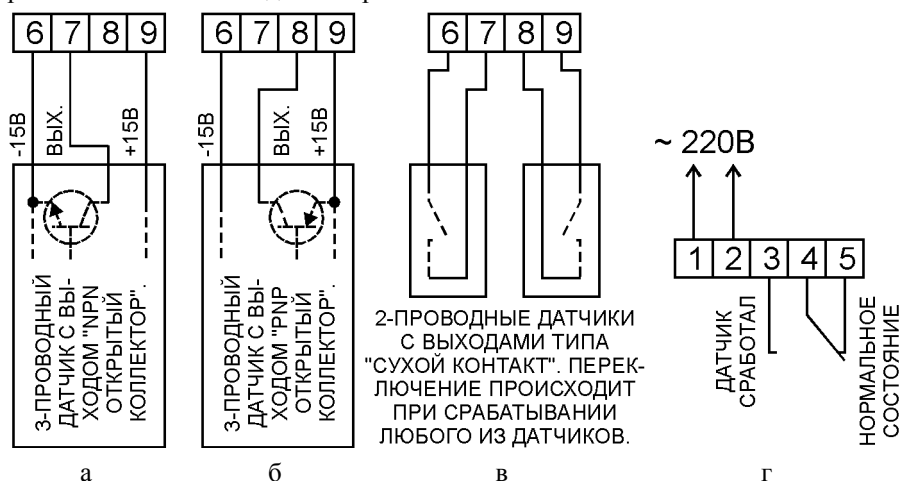 6 7 8 9
-15В
ВЫХ.
+15В
3-ПРОВОДНЫЙ
ДАТЧИК С ВЫ-
ХОДОМ "NPN
ОТКРЫТЫЙ
КОЛЛЕКТОР".
а
6 7 8 9
-15В
ВЫХ.
+15В
3-ПРОВОДНЫЙ
ДАТЧИК С ВЫ-
ХОДОМ "PNP
ОТКРЫТЫЙ
КОЛЛЕКТОР".
б
6 7 8 9
2-ПРОВОДНЫЕ ДАТЧИКИ
С ВЫХОДАМИ ТИПА
"СУХОЙ КОНТАКТ". ПЕРЕК-
ЛЮЧЕНИЕ ПРОИСХОДИТ
ПРИ СРАБАТЫВАНИИ
ЛЮБОГО ИЗ ДАТЧИКОВ.
в
~ 220В
1 2 3 4 5
ДАТЧИК
СРАБОТАЛ
НОРМАЛЬНОЕ
СОСТОЯНИЕ
г